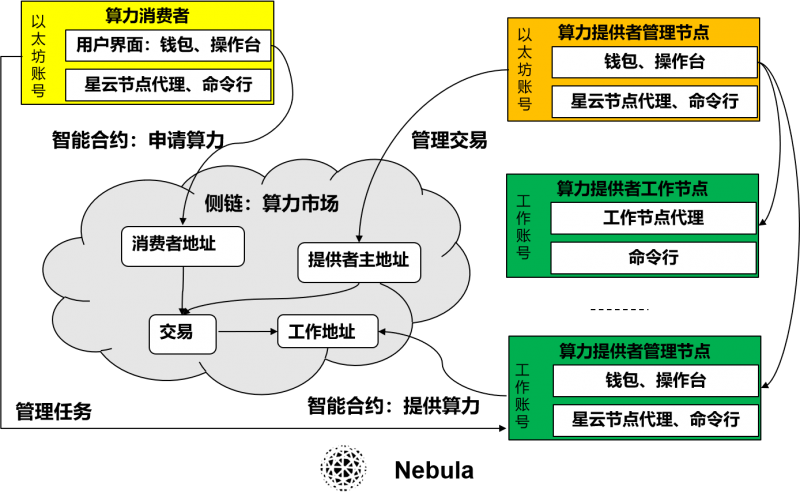 算力消费者
以太坊账号
用户界面：钱包、操作台
星云节点代理、命令行
算力提供者管理节点
以太坊账号
钱包、操作台
星云节点代理、命令行
智能合约：申请算力
管理交易
侧链：算力市场
消费者地址
提供者主地址
交易
工作地址
算力提供者工作节点
工作账号
工作节点代理
命令行
算力提供者管理节点
工作账号
钱包、操作台
星云节点代理、命令行
管理任务
智能合约：提供算力
Nebula